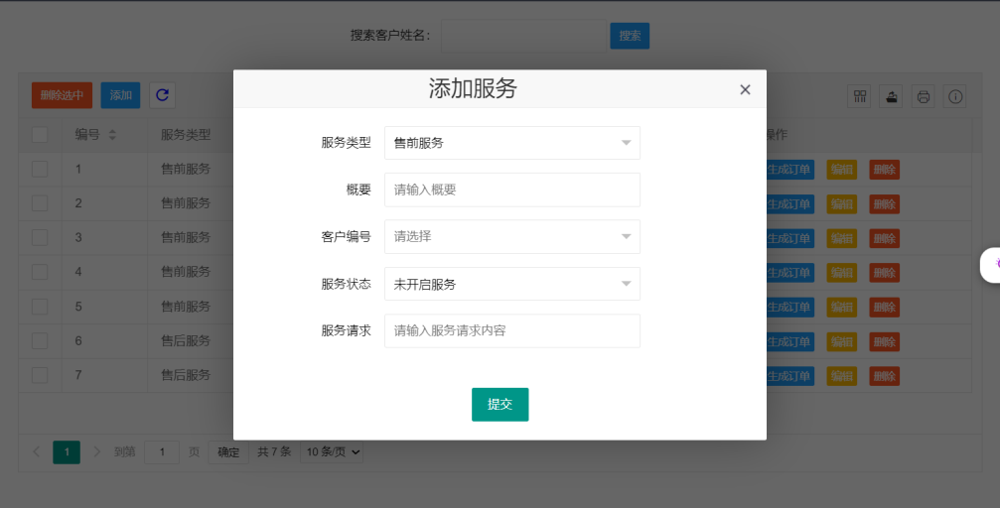 搜索客户姓名: 搜索
添加服务
删除选中 添加
编号 服务类型 操作
服务类型 售前服务
1 售前服务 生成订单 编辑 删除
概要 请输入概要
2 售前服务 生成订单 编辑 删除
客户编号 请选择
3 售前服务 生成订单 编辑 删除
4 售前服务 生成订单 编辑 删除
服务状态 未开启服务
5 售前服务 生成订单 编辑 删除
服务请求 请输入服务请求内容
6 售后服务 生成订单 编辑 删除
7 售后服务 生成订单 编辑 删除
提交
1 到第 1 页 确定 共 7 条 10 条/页